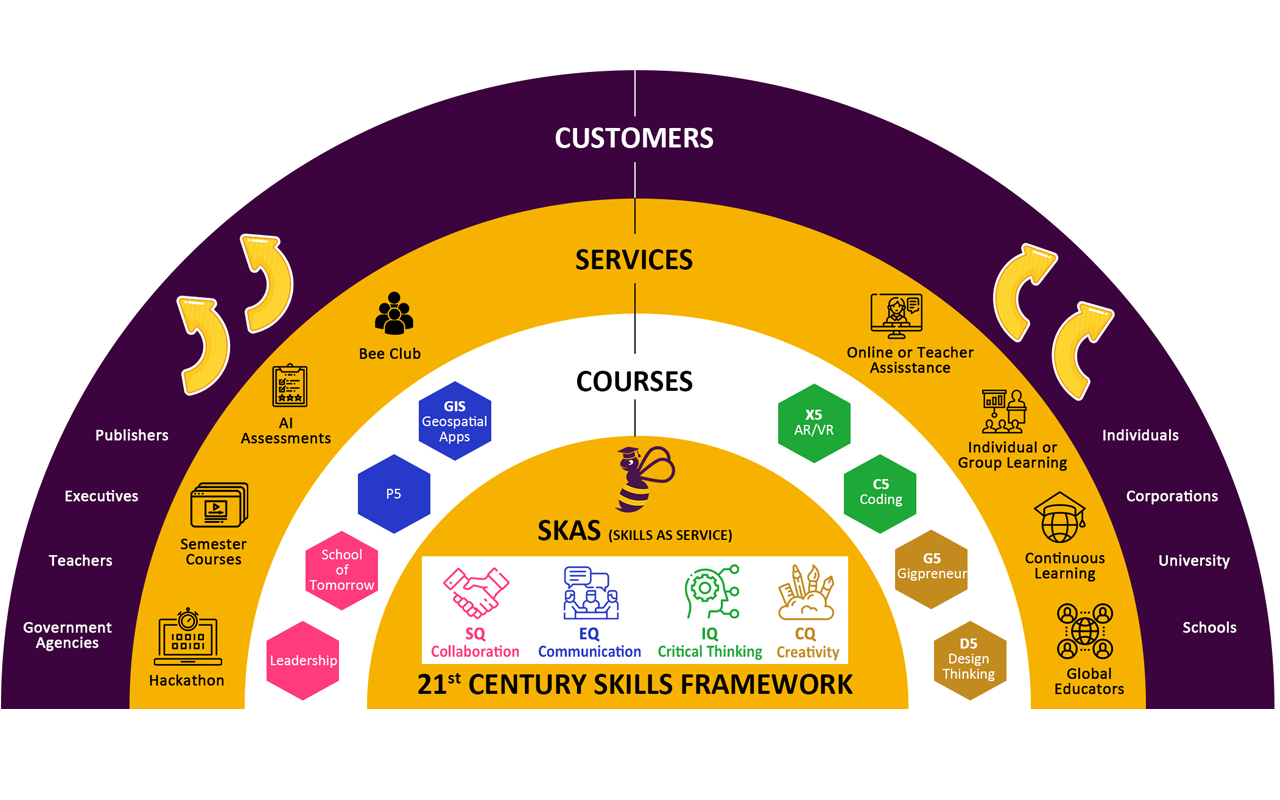 CUSTOMERS
SERVICES
Bee Club
Online or Teacher
Assisstance
AI
Assessments
Individual or
Group Learning
Semester
Courses
Continuous
Learning
Hackathon
Global
Educators
Publishers
Executives
Teachers
Government
Agencies
Individuals
Corporations
University
Schools
COURSES
GIS
Geospatial
Apps
P5
School
of
Tomorrow
Leadership
X5
AR/VR
C5
Coding
G5
Gigpreneur
D5
Design
Thinking
SKAS (SKILLS AS SERVICE)
SQ
Collaboration
EQ
Communication
IQ
Critical Thinking
CQ
Creativity
21st CENTURY SKILLS FRAMEWORK
00101
00101